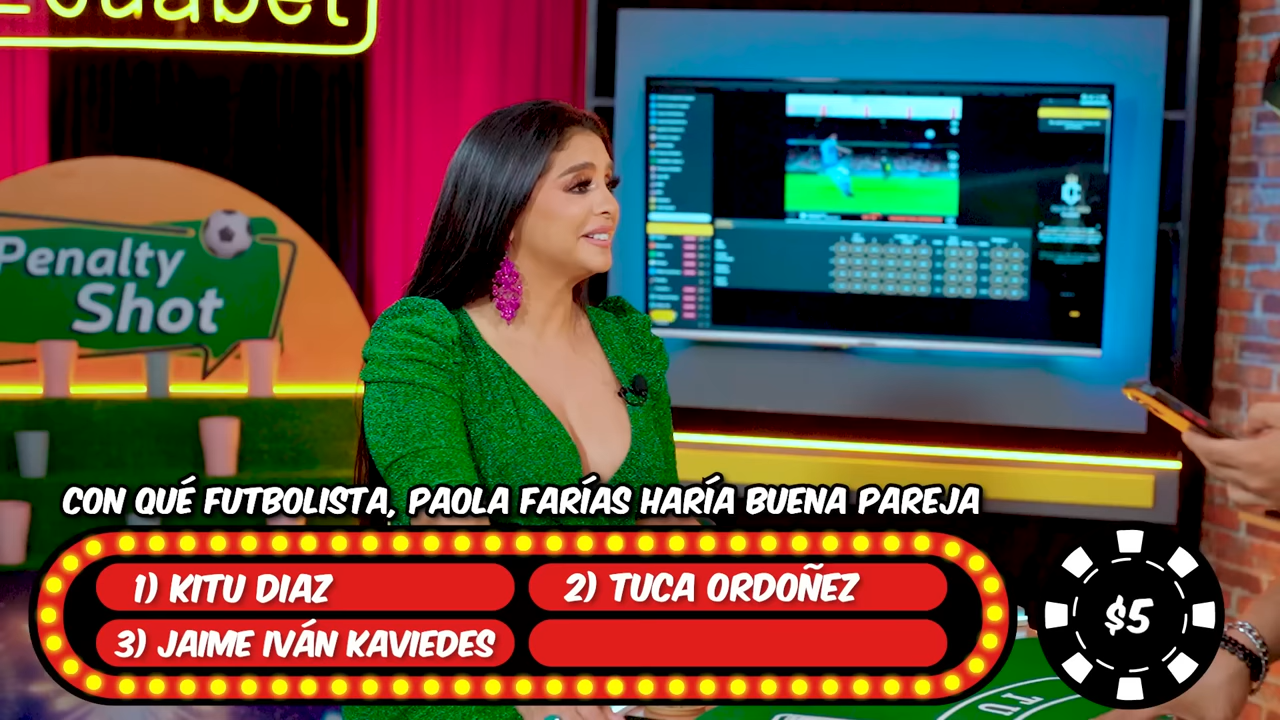 Ecuabet
Penalty
Shot
CON QUÉ FUTBOLISTA, PAOLA FARÍAS HARÍA BUENA PAREJA
1) KITU DIAZ
2) TUCA ORDOÑEZ
3) JAIME IVÁN KAVIEDES
$5